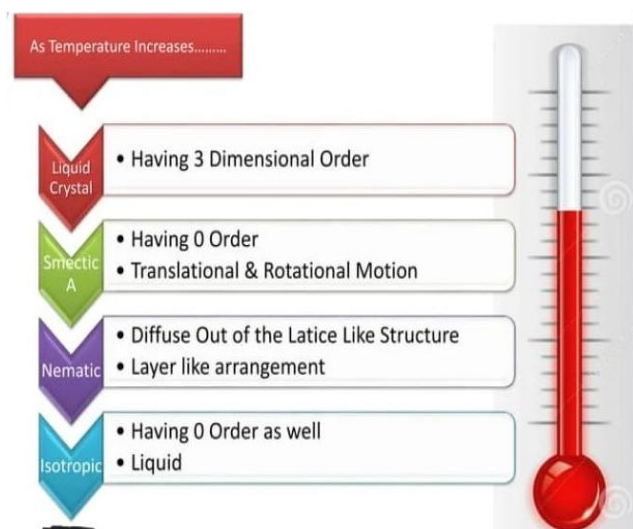 As Temperature Increases.........
Liquid
Crystal
• Having 3 Dimensional Order
Smectic
A
• Having 0 Order
• Translational & Rotational Motion
Nematic
• Diffuse Out of the Latice Like Structure
• Layer like arrangement
Isotropic
• Having 0 Order as well
• Liquid